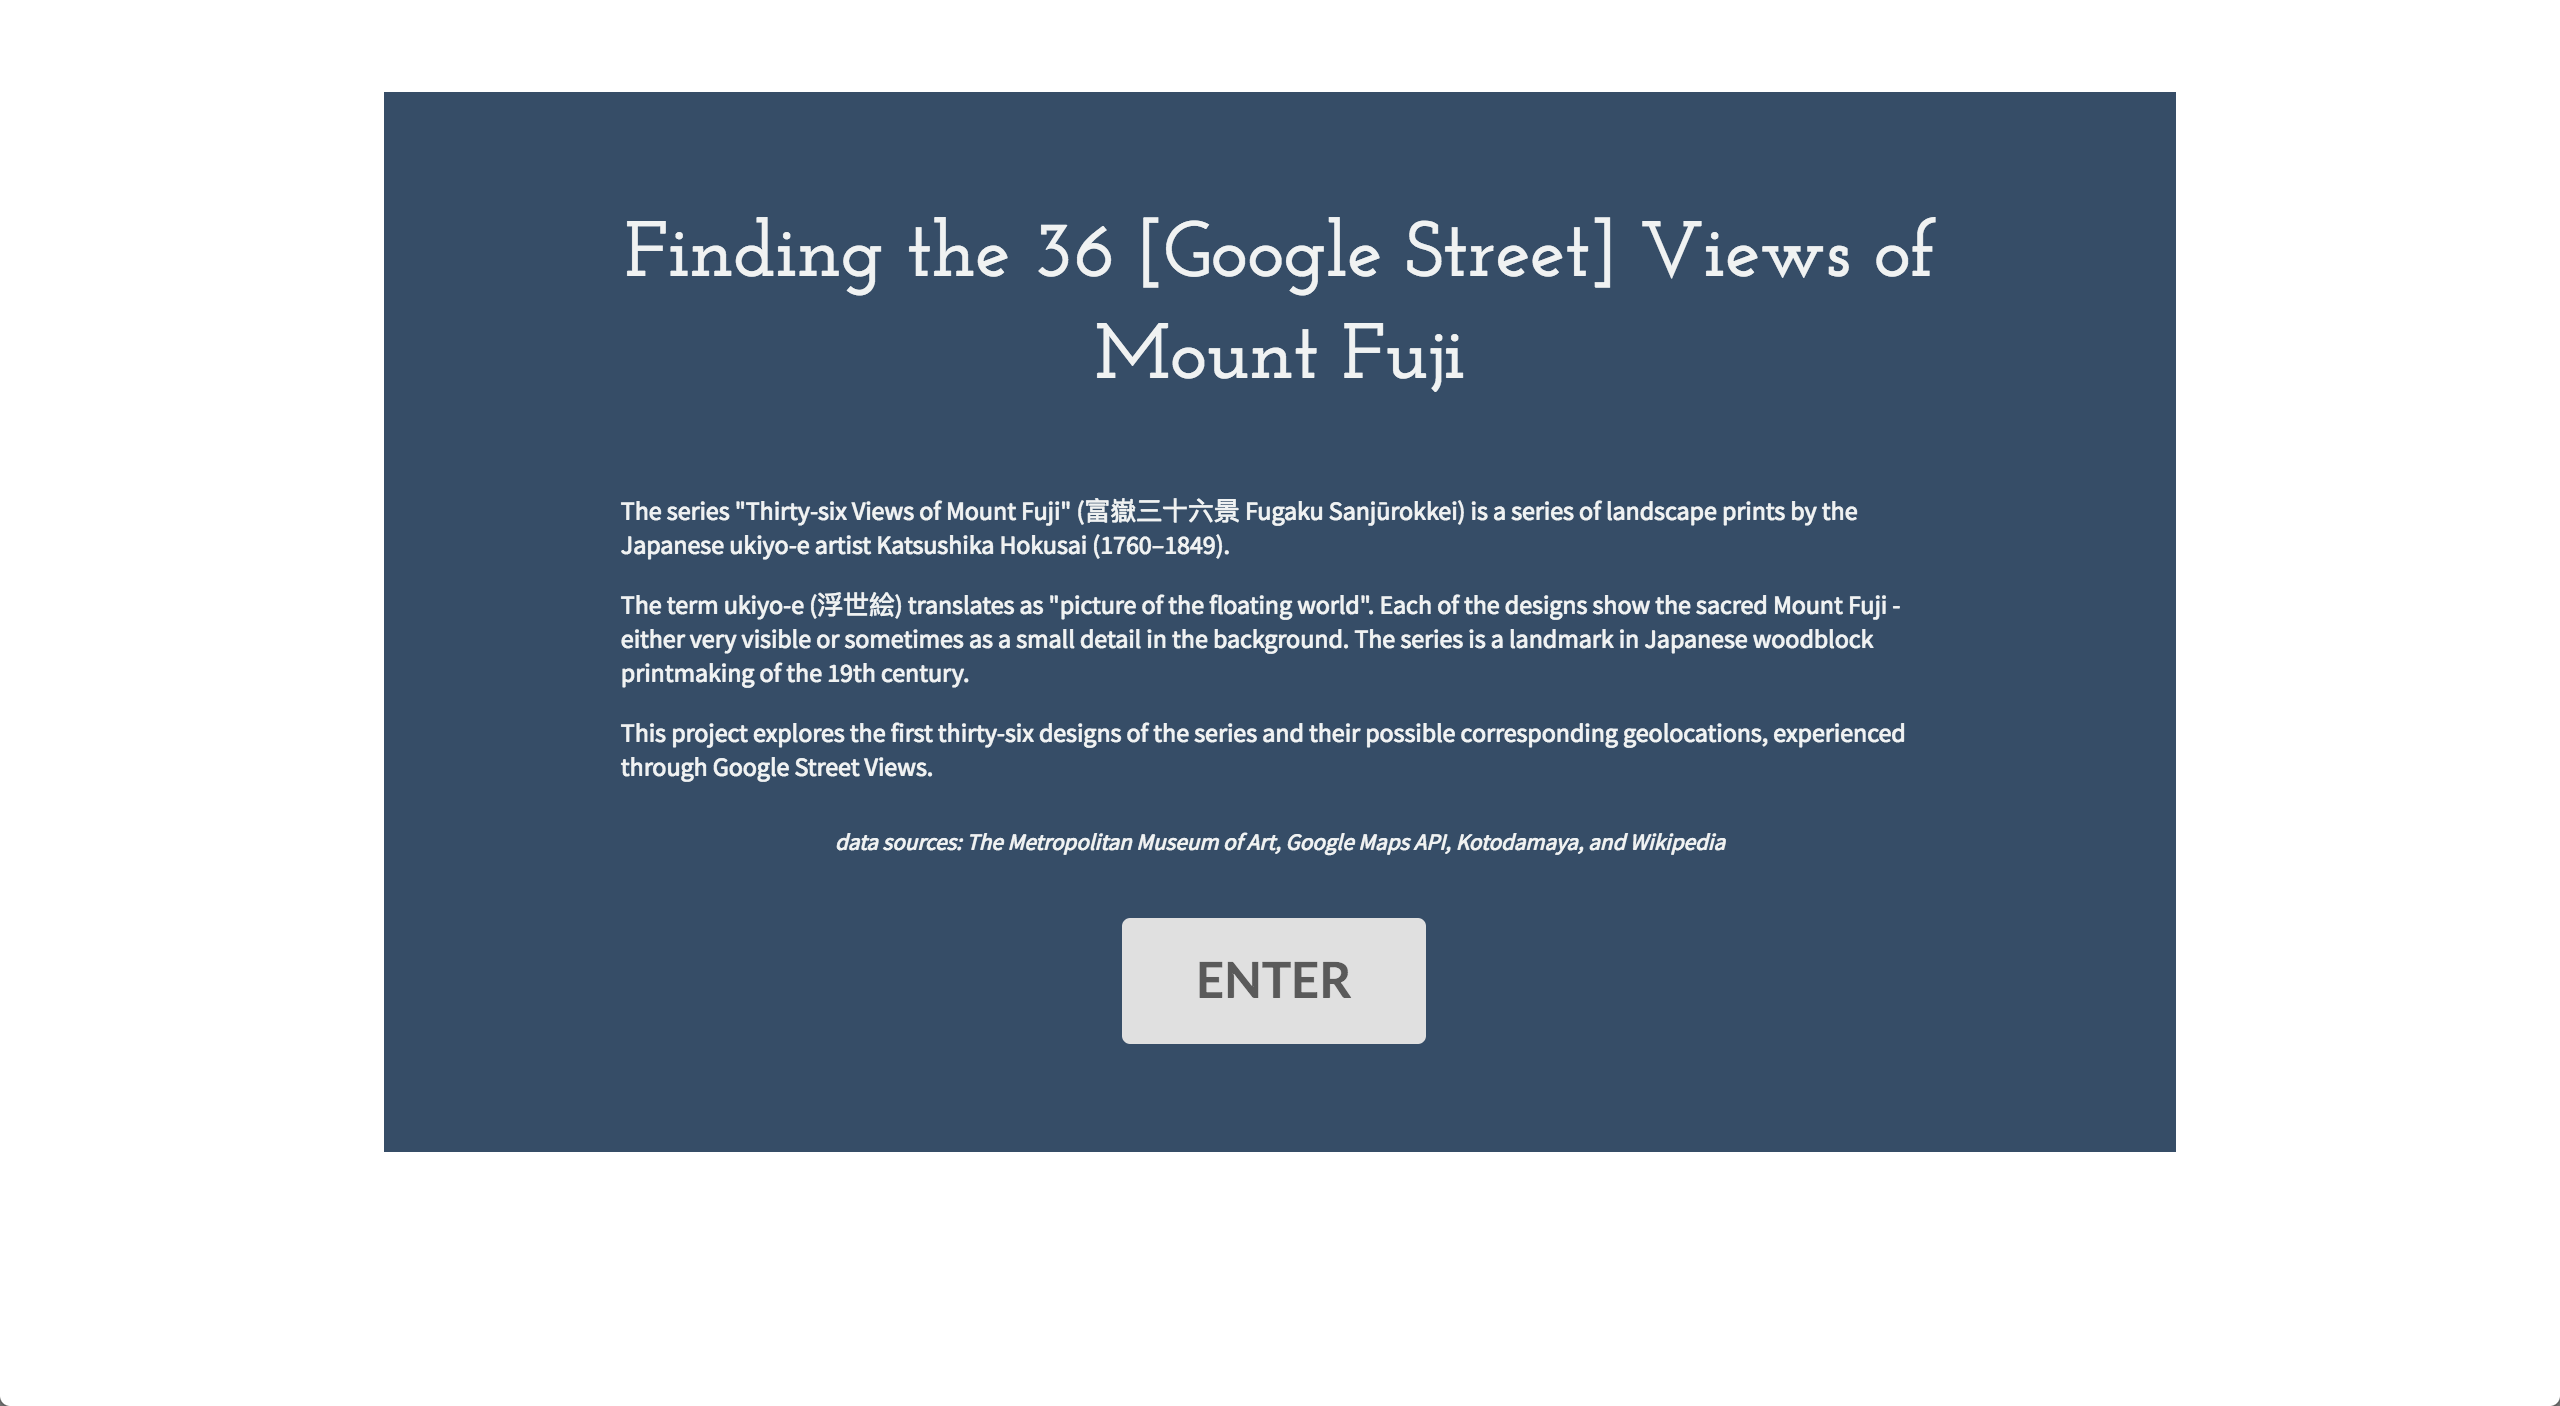 Finding the 36 [Google Street] Views of
Mount Fuji
The series "Thirty-six Views of Mount Fuji" (富嶽三十六景 Fugaku Sanjūrokkei) is a series of landscape prints by the
Japanese ukiyo-e artist Katsushika Hokusai (1760–1849).
The term ukiyo-e (浮世絵) translates as "picture of the floating world". Each of the designs show the sacred Mount Fuji -
either very visible or sometimes as a small detail in the background. The series is a landmark in Japanese woodblock
printmaking of the 19th century.
This project explores the first thirty-six designs of the series and their possible corresponding geolocations, experienced
through Google Street Views.
data sources: The Metropolitan Museum of Art, Google Maps API, Kotodamaya, and Wikipedia
ENTER